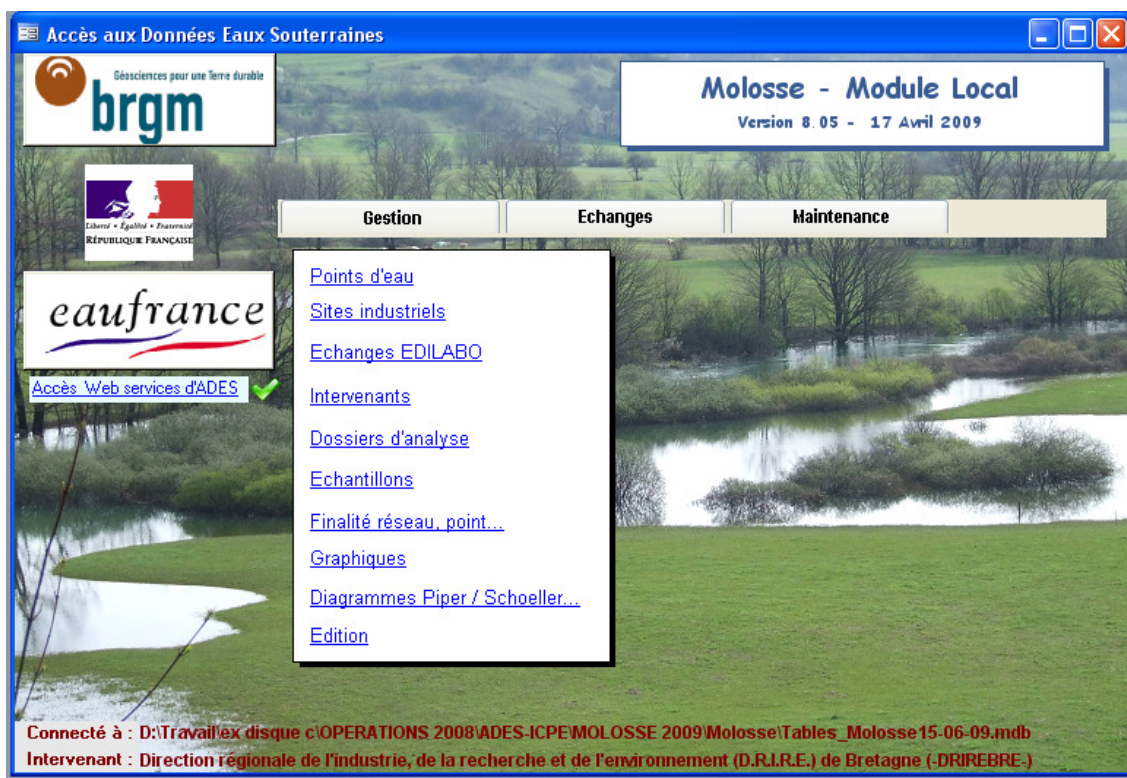 Accès aux Données Eaux Souterraines
Géosciences pour une Terre durable
brgm
Molosse - Module Local
Version 8.05 - 17 Avril 2009
Liberté • Égalité • Fraternité
RÉPUBLIQUE FRANÇAISE
Gestion
Echanges
Maintenance
eaufrance
Accès Web services d'ADES
Points d'eau
Sites industriels
Echanges EDILABO
Intervenants
Dossiers d'analyse
Echantillons
Finalité réseau, point...
Graphiques
Diagrammes Piper / Schoeller...
Edition
Connecté à : D:\Travail\ex disque c\OPERATIONS 2008\ADES-ICPE\MOLOSSE 2009\Molosse\Tables_Molosse15-06-09.mdb
Intervenant : Direction régionale de l'industrie, de la recherche et de l'environnement (D.R.I.R.E.) de Bretagne (-DRIREBRE-)